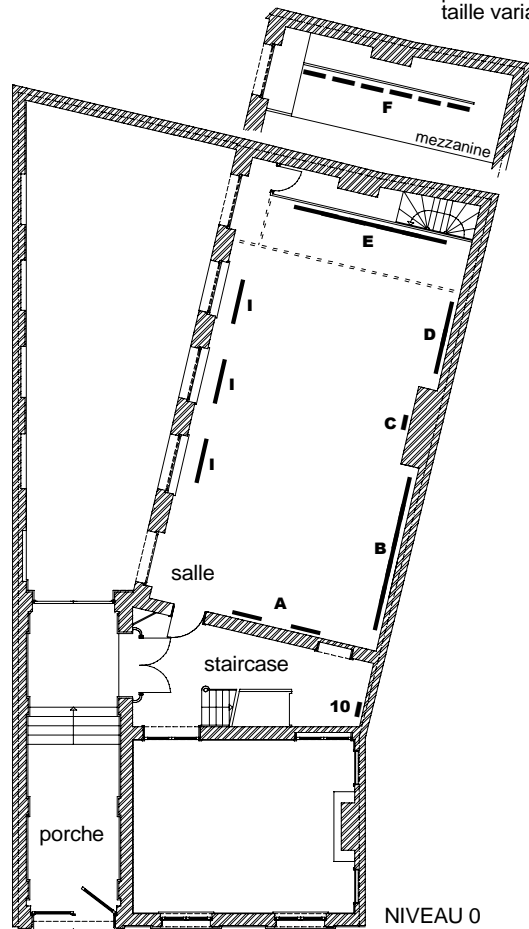 taille varia
F
mezzanine
E
I
D
I
C
I
B
salle
A
staircase
10
porche
NIVEAU 0